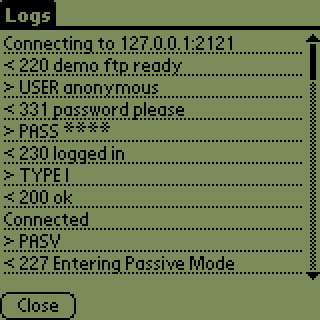 Logs
Connecting to 127.0.0.1:2121
< 220 demo ftp ready
> USER anonymous
< 331 password please
> PASS ****
< 230 logged in
> TYPE I
< 200 ok
Connected
> PASV
< 227 Entering Passive Mode
Close